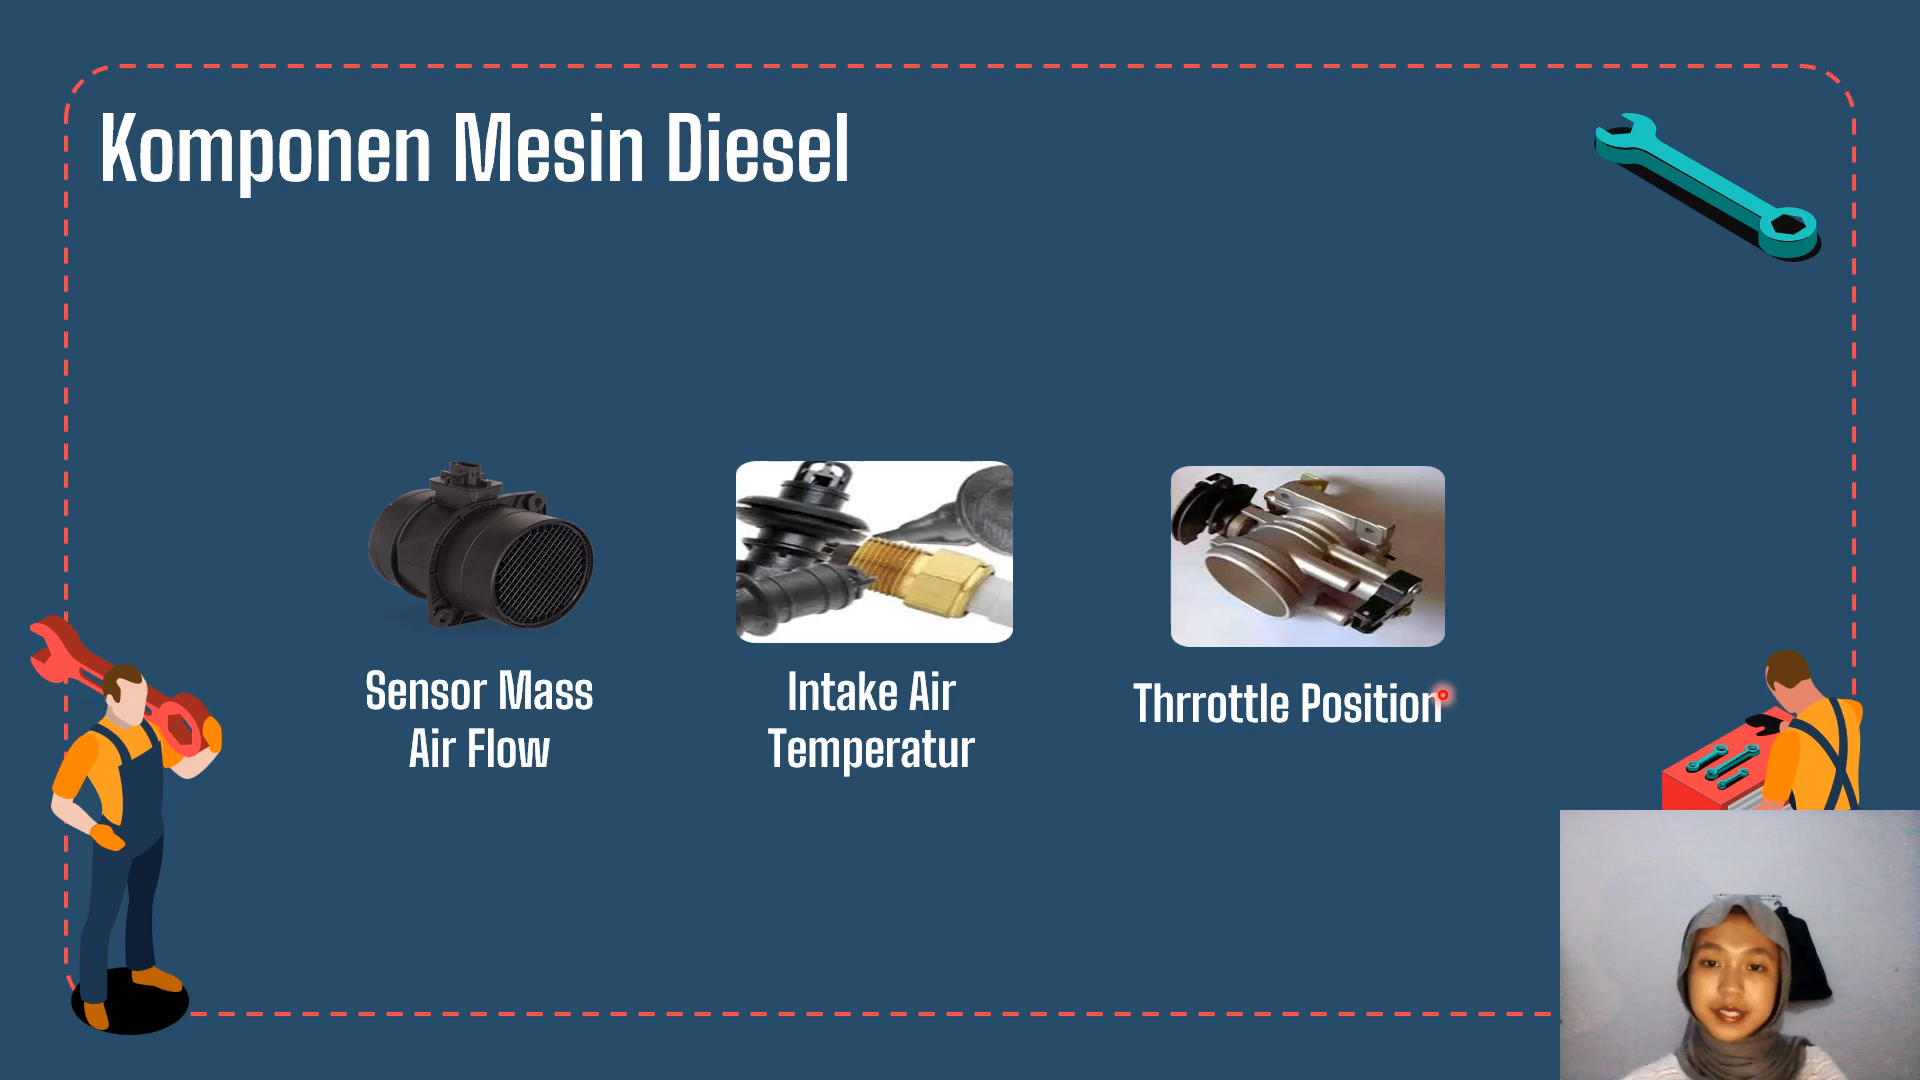 Komponen Mesin Diesel
Sensor Mass
Air Flow
Intake Air
Temperatur
Thrrottle Position